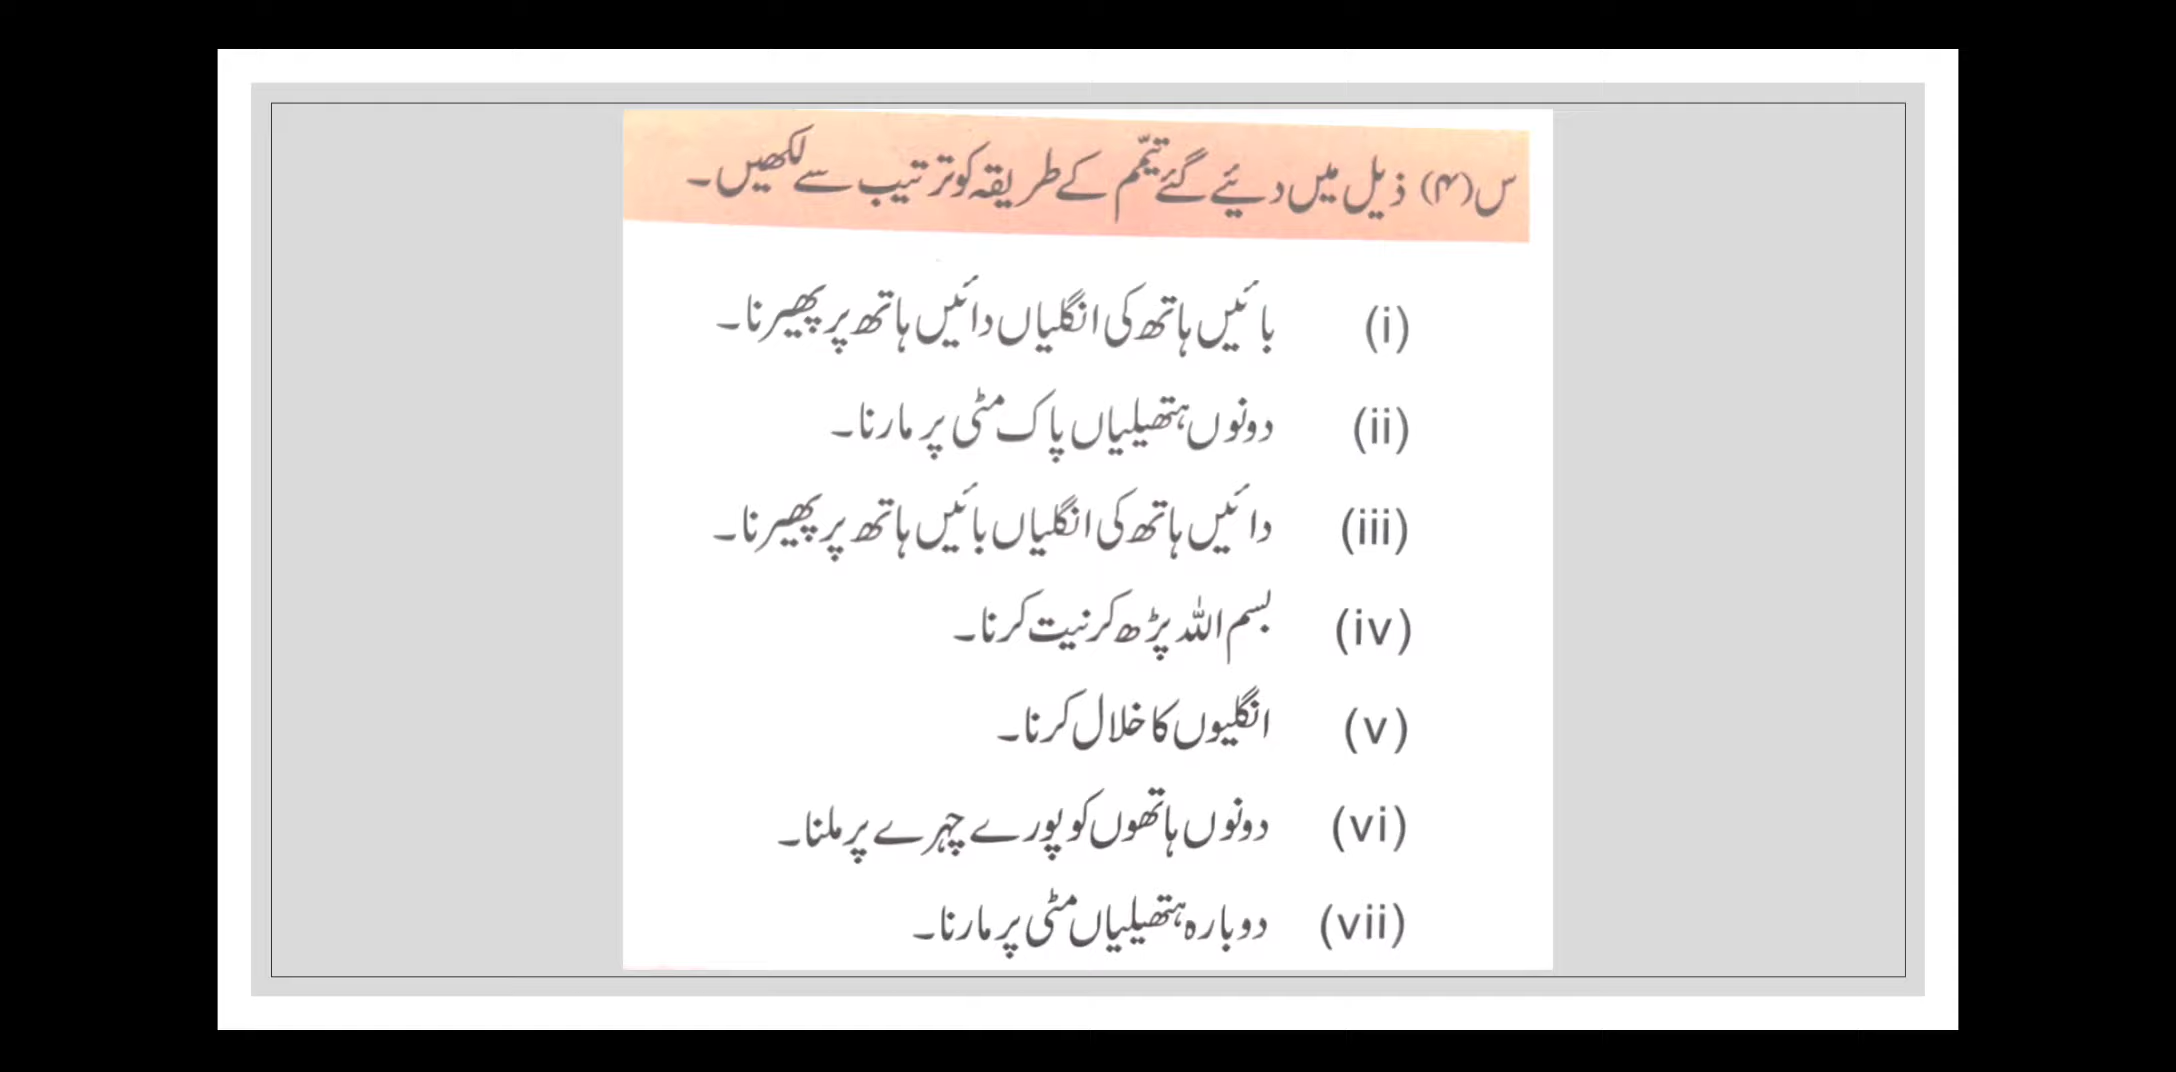 س(۴) ذیل میں دئیے گئے تیمّم کے طریقہ کو ترتیب سے لکھیں۔
(i) بائیں ہاتھ کی انگلیاں دائیں ہاتھ پر پھیرنا۔
(ii) دونوں ہتھیلیاں پاک مٹی پر مارنا۔
(iii) دائیں ہاتھ کی انگلیاں بائیں ہاتھ پر پھیرنا۔
(iv) بسم اللہ پڑھ کر نیت کرنا۔
(v) انگلیوں کا خلال کرنا۔
(vi) دونوں ہاتھوں کو پورے چہرے پر ملنا۔
(vii) دوبارہ ہتھیلیاں مٹی پر مارنا۔